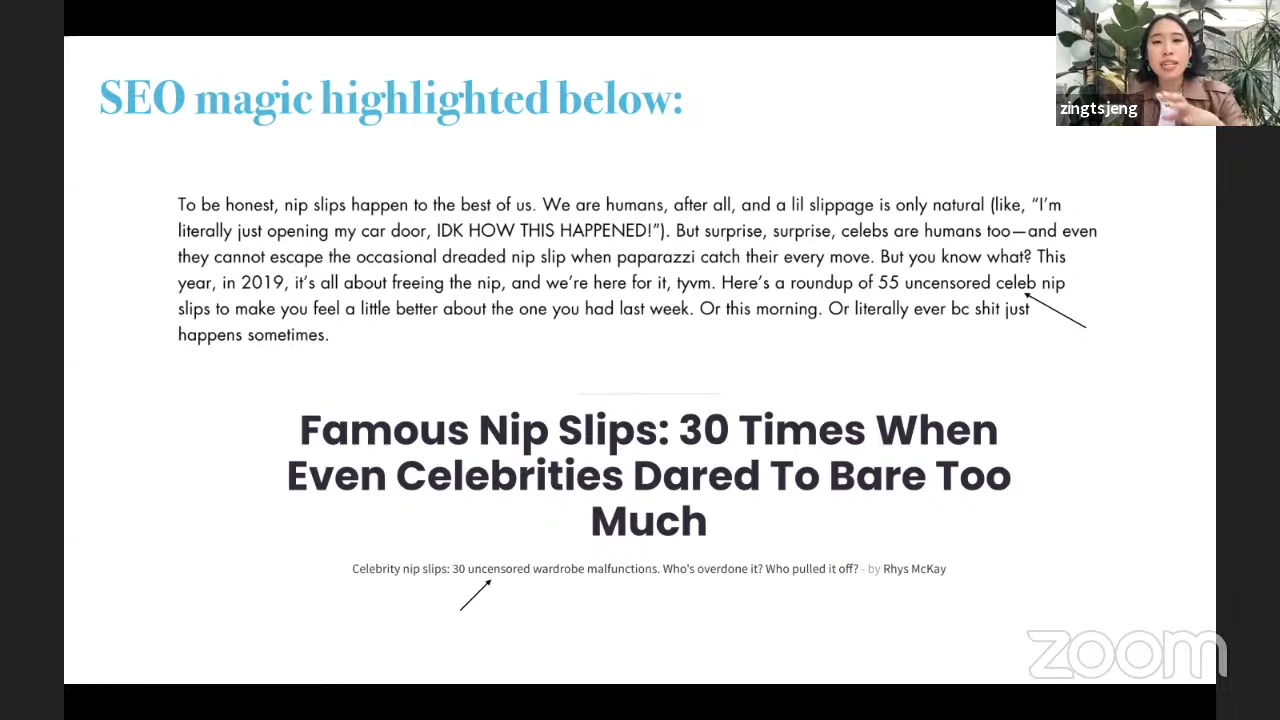 SEO magic highlighted below:
zingtsjeng
To be honest, nip slips happen to the best of us. We are humans, after all, and a lil slippage is only natural (like, “I’m
literally just opening my car door, IDK HOW THIS HAPPENED!”). But surprise, surprise, celebs are humans too—and even
they cannot escape the occasional dreaded nip slip when paparazzi catch their every move. But you know what? This
year, in 2019, it’s all about freeing the nip, and we’re here for it, tyvm. Here’s a roundup of 55 uncensored celeb nip
slips to make you feel a little better about the one you had last week. Or this morning. Or literally ever bc shit just
happens sometimes.
Famous Nip Slips: 30 Times When
Even Celebrities Dared To Bare Too
Much
Celebrity nip slips: 30 uncensored wardrobe malfunctions. Who's overdone it? Who pulled it off? - by Rhys McKay
zoom